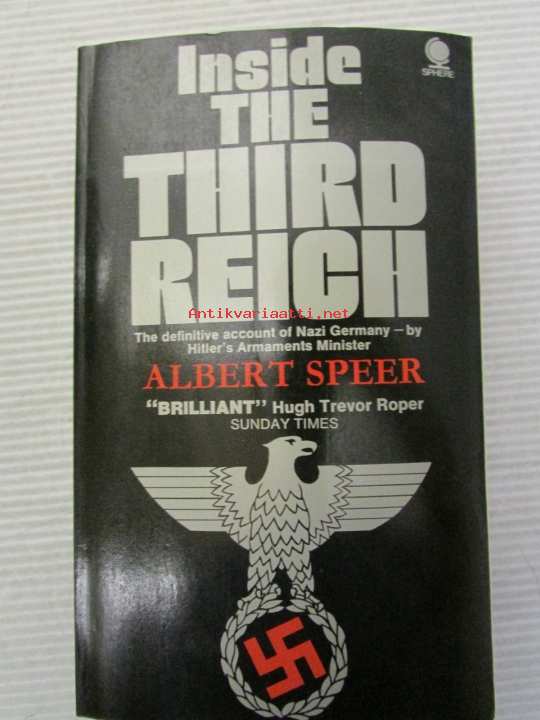 SPHERE
Inside
THE
THIRD
REICH
Antikvariaatti.net
The definitive account of Nazi Germany – by
Hitler's Armaments Minister
ALBERT SPEER
"BRILLIANT" Hugh Trevor Roper
SUNDAY TIMES